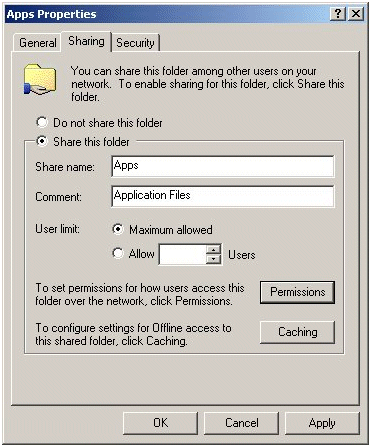 Apps Properties
General Sharing Security
You can share this folder among other users on your
network. To enable sharing for this folder, click Share this
folder.
Do not share this folder
Share this folder
Share name: Apps
Comment: Application Files
User limit: Maximum allowed
Allow Users
To set permissions for how users access this
folder over the network, click Permissions.
Permissions
To configure settings for Offline access to
this shared folder, click Caching.
Caching
OK Cancel Apply